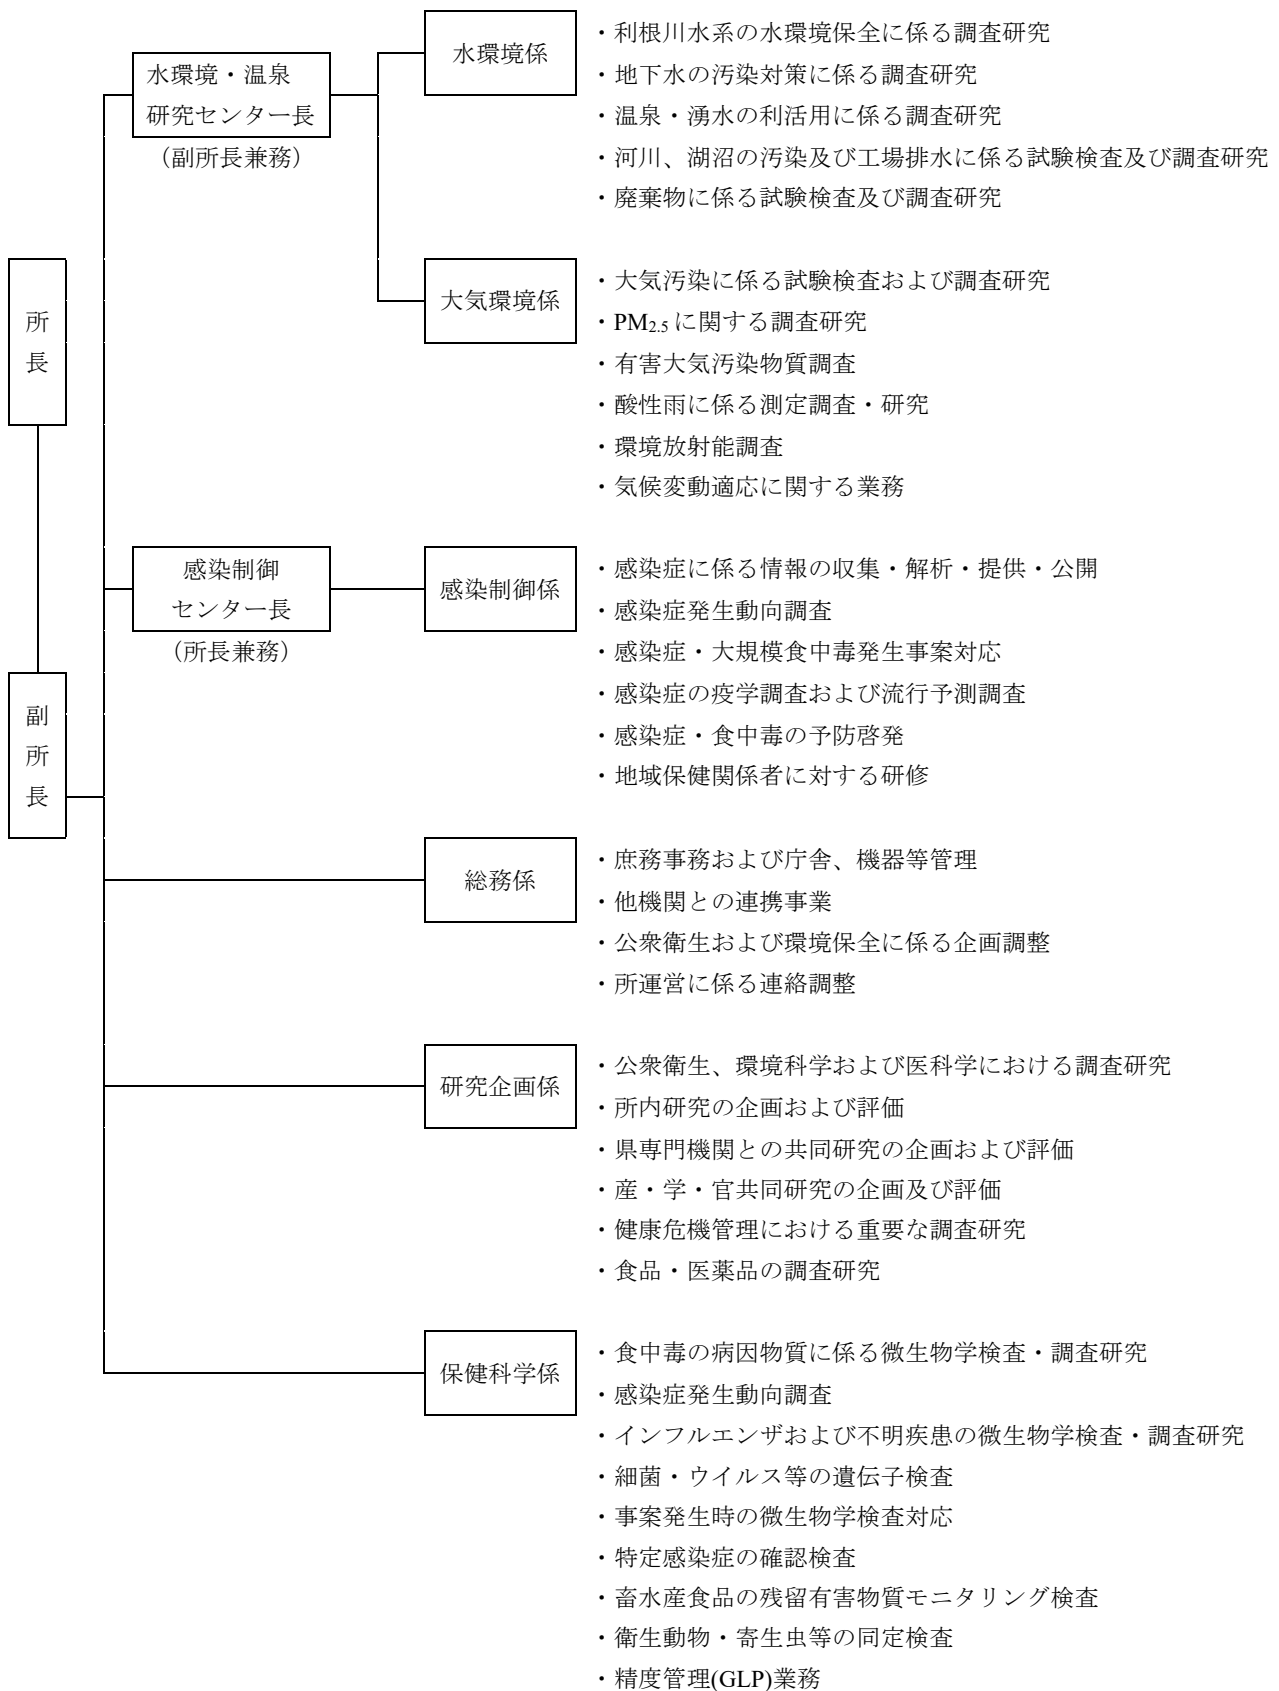 所
長
副
所
長
水環境・温泉
研究センター長
（副所長兼務）
水環境係
・利根川水系の水環境保全に係る調査研究
・地下水の汚染対策に係る調査研究
・温泉・湧水の利活用に係る調査研究
・河川、湖沼の汚染及び工場排水に係る試験検査及び調査研究
・廃棄物に係る試験検査及び調査研究
大気環境係
・大気汚染に係る試験検査および調査研究
・PM2.5に関する調査研究
・有害大気汚染物質調査
・酸性雨に係る測定調査・研究
・環境放射能調査
・気候変動適応に関する業務
感染制御
センター長
（所長兼務）
感染制御係
・感染症に係る情報の収集・解析・提供・公開
・感染症発生動向調査
・感染症・大規模食中毒発生事案対応
・感染症の疫学調査および流行予測調査
・感染症・食中毒の予防啓発
・地域保健関係者に対する研修
総務係
・庶務事務および庁舎、機器等管理
・他機関との連携事業
・公衆衛生および環境保全に係る企画調整
・所運営に係る連絡調整
研究企画係
・公衆衛生、環境科学および医科学における調査研究
・所内研究の企画および評価
・県専門機関との共同研究の企画および評価
・産・学・官共同研究の企画及び評価
・健康危機管理における重要な調査研究
・食品・医薬品の調査研究
保健科学係
・食中毒の病因物質に係る微生物学検査・調査研究
・感染症発生動向調査
・インフルエンザおよび不明疾患の微生物学検査・調査研究
・細菌・ウイルス等の遺伝子検査
・事案発生時の微生物学検査対応
・特定感染症の確認検査
・畜水産食品の残留有害物質モニタリング検査
・衛生動物・寄生虫等の同定検査
・精度管理(GLP)業務